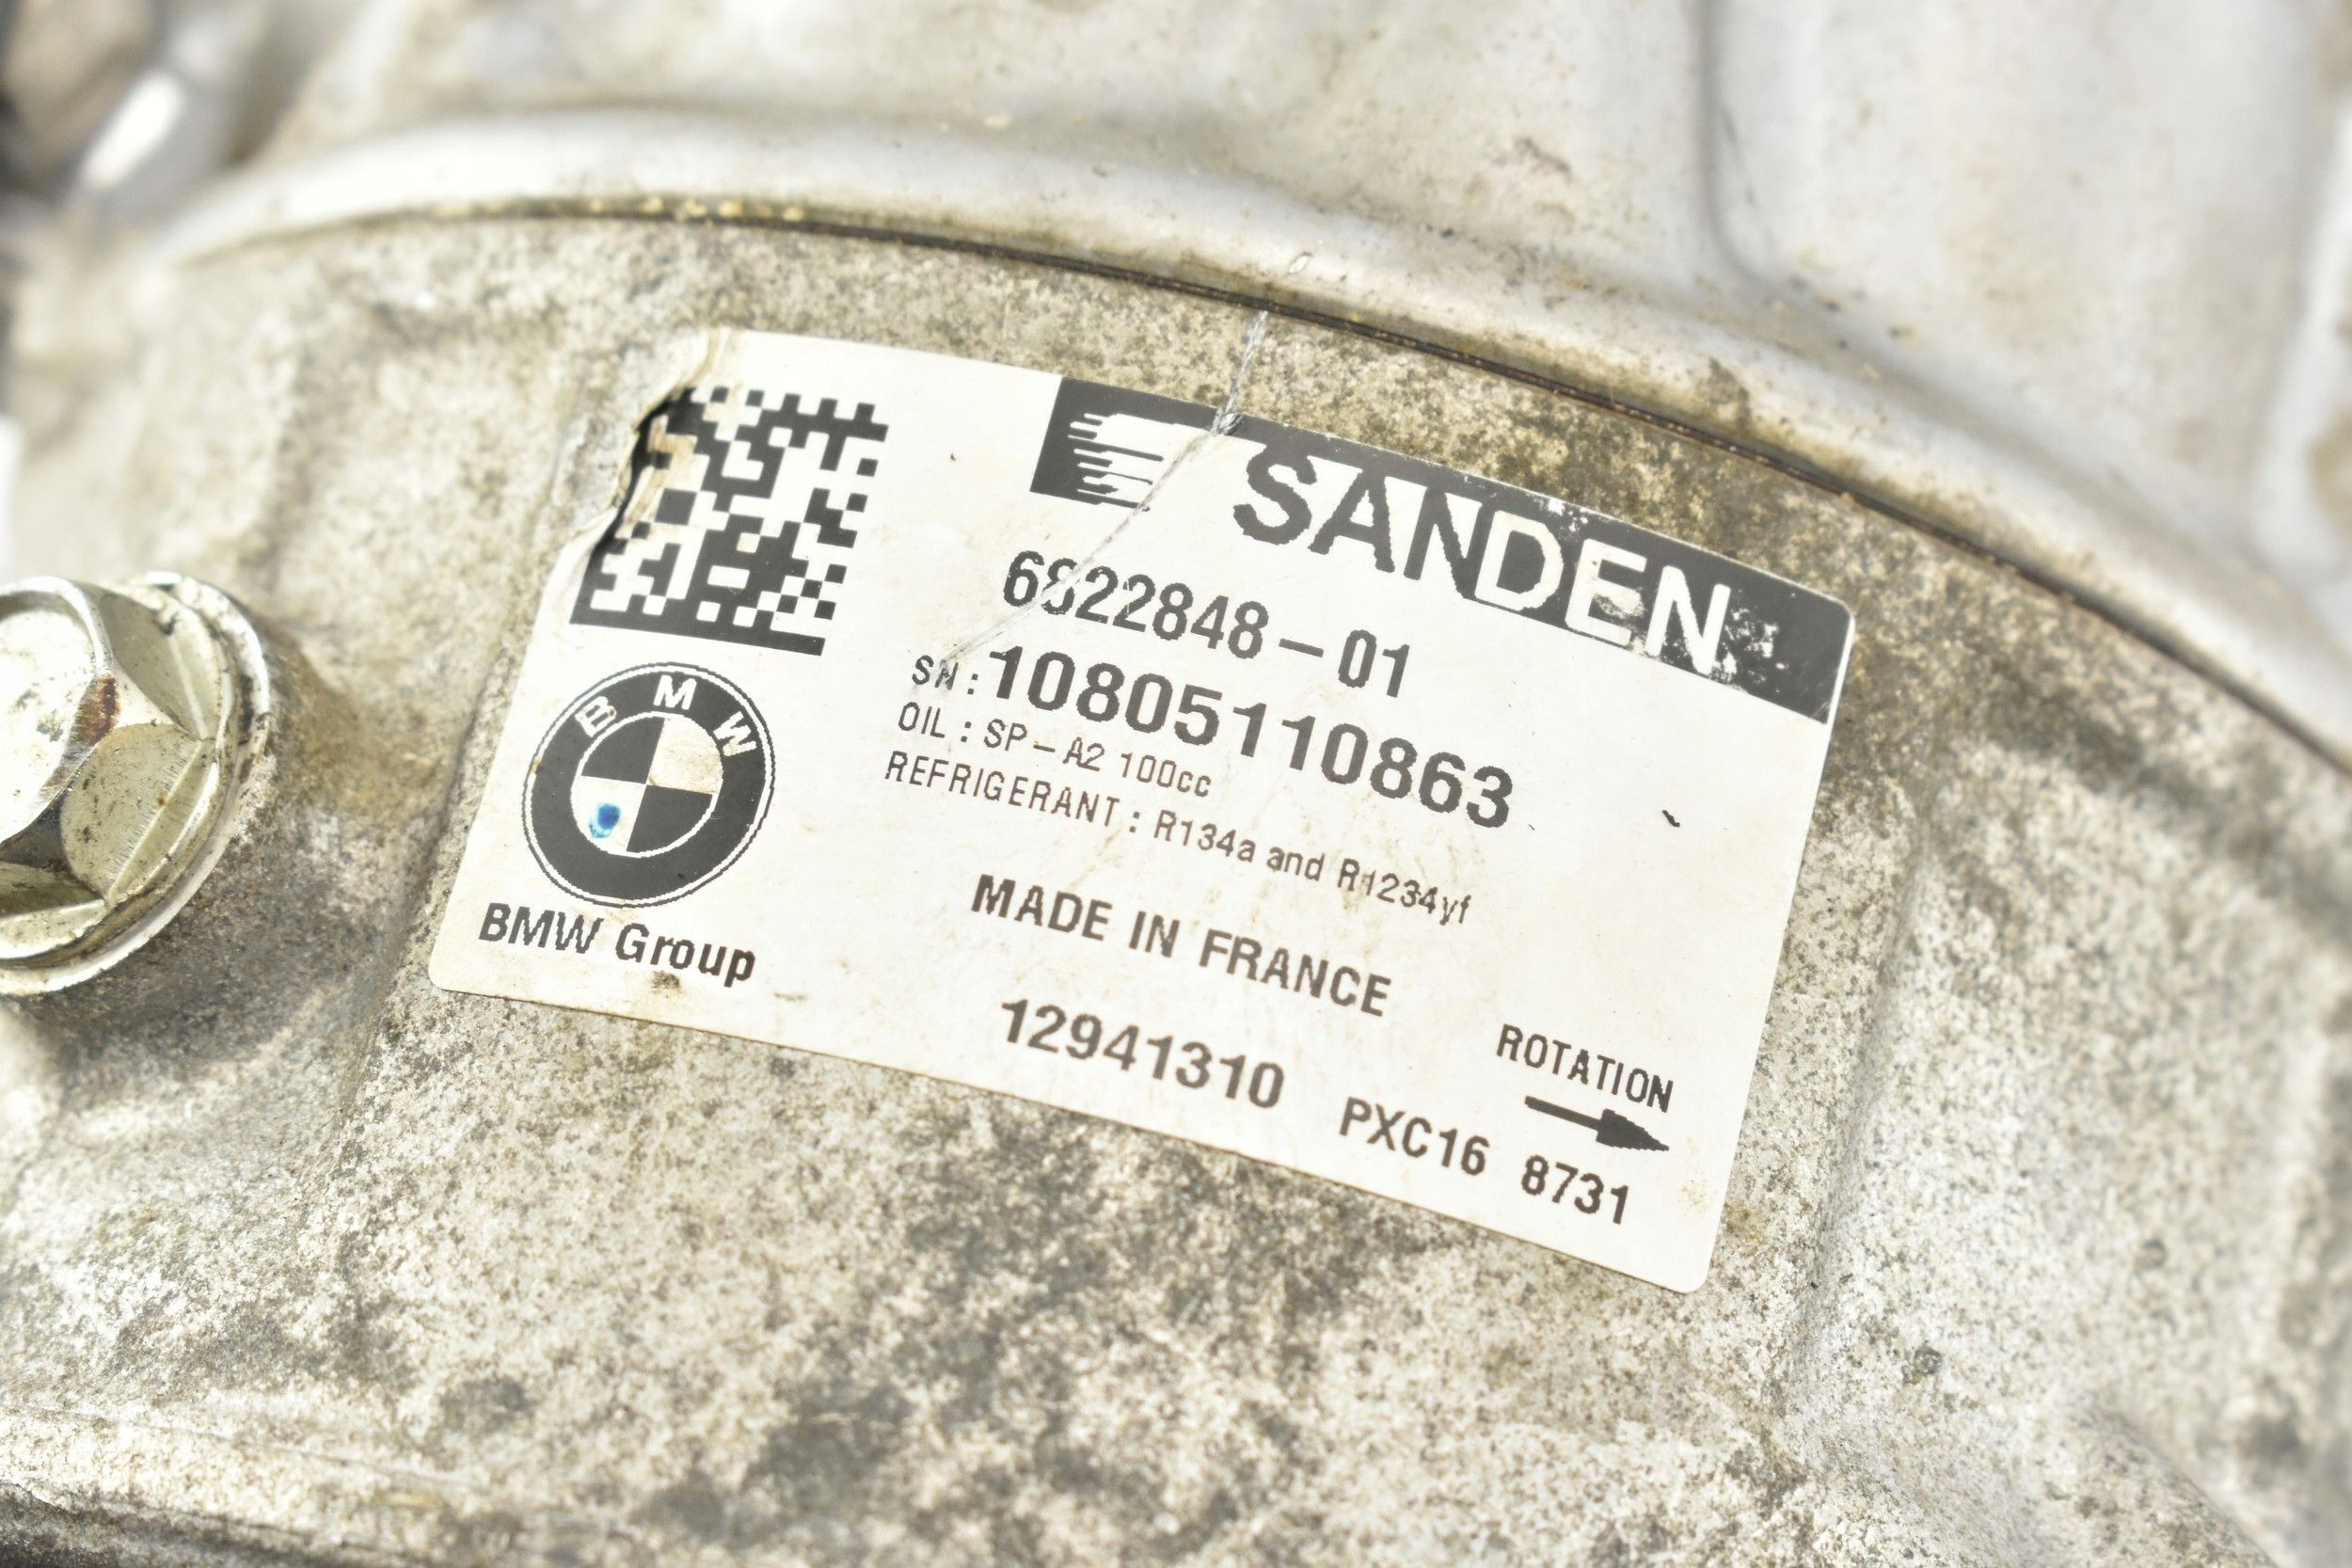 SANDEN
6822848-01
SN:10805110863
OIL : SP-A2 100cc
REFRIGERANT : R134a and R1234yf
MADE IN FRANCE
BMW
BMW Group
ROTATION
12941310 PXC16 8731